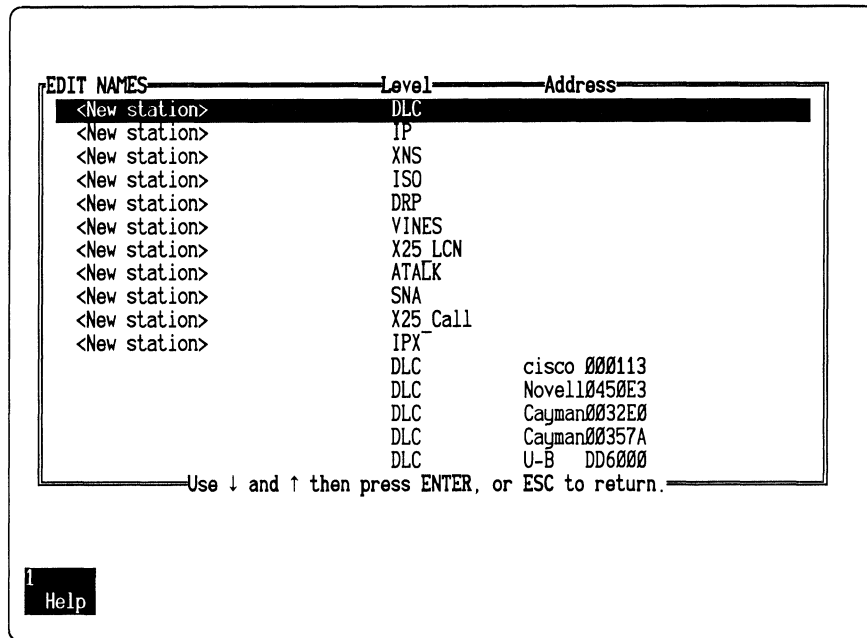 EDIT NAMES Level Address
<New station> DLC
<New station> IP
<New station> XNS
<New station> ISO
<New station> DRP
<New station> VINES
<New station> X25_LCN
<New station> ATALK
<New station> SNA
<New station> X25_Call
<New station> IPX
DLC cisco 000113
DLC Novell0450E3
DLC Cayman0032E0
DLC Cayman00357A
DLC U-B DD6000
Use ↓ and ↑ then press ENTER, or ESC to return.
1
Help